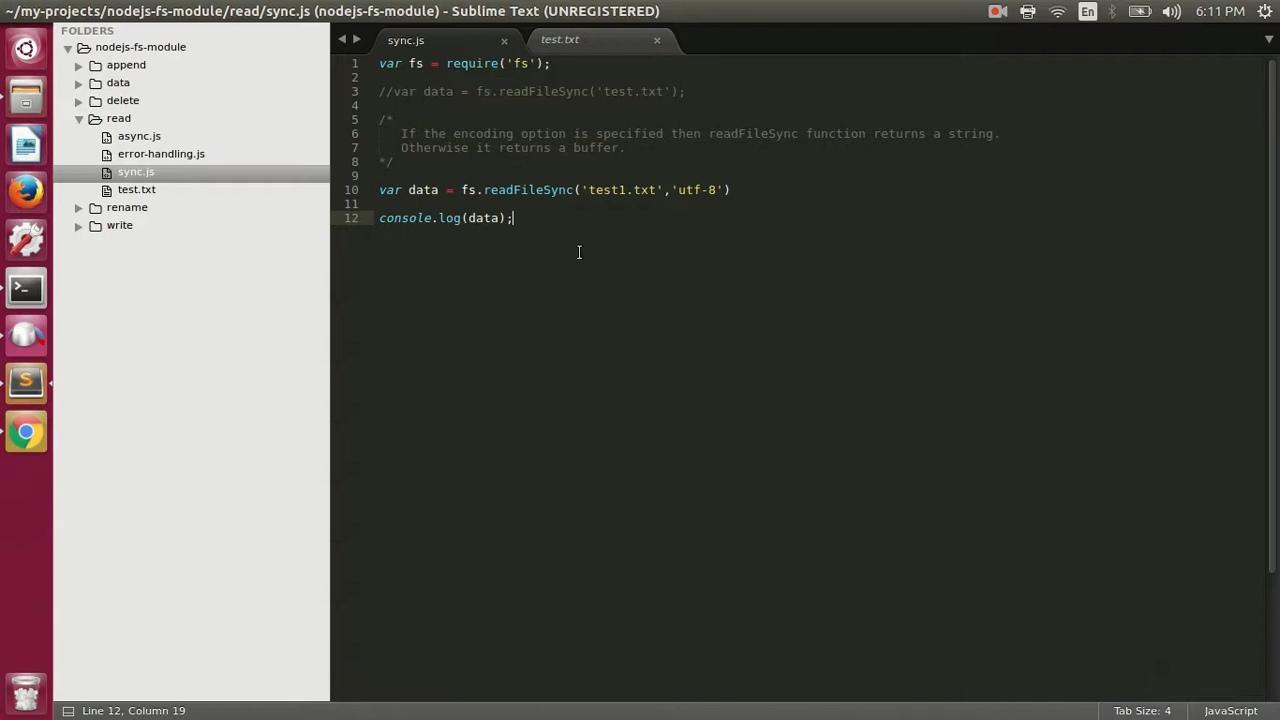 ~/my-projects/nodejs-fs-module/read/sync.js (nodejs-fs-module) - Sublime Text (UNREGISTERED)
En
6:11 PM
FOLDERS
nodejs-fs-module
append
data
delete
read
async.js
error-handling.js
sync.js
test.txt
rename
write
sync.js
test.txt
1 var fs = require('fs');
2
3 //var data = fs.readFileSync('test.txt');
4
5 /*
6 If the encoding option is specified then readFileSync function returns a string.
7 Otherwise it returns a buffer.
8 */
9
10 var data = fs.readFileSync('test1.txt','utf-8')
11
12 console.log(data);
Line 12, Column 19
Tab Size: 4
JavaScript